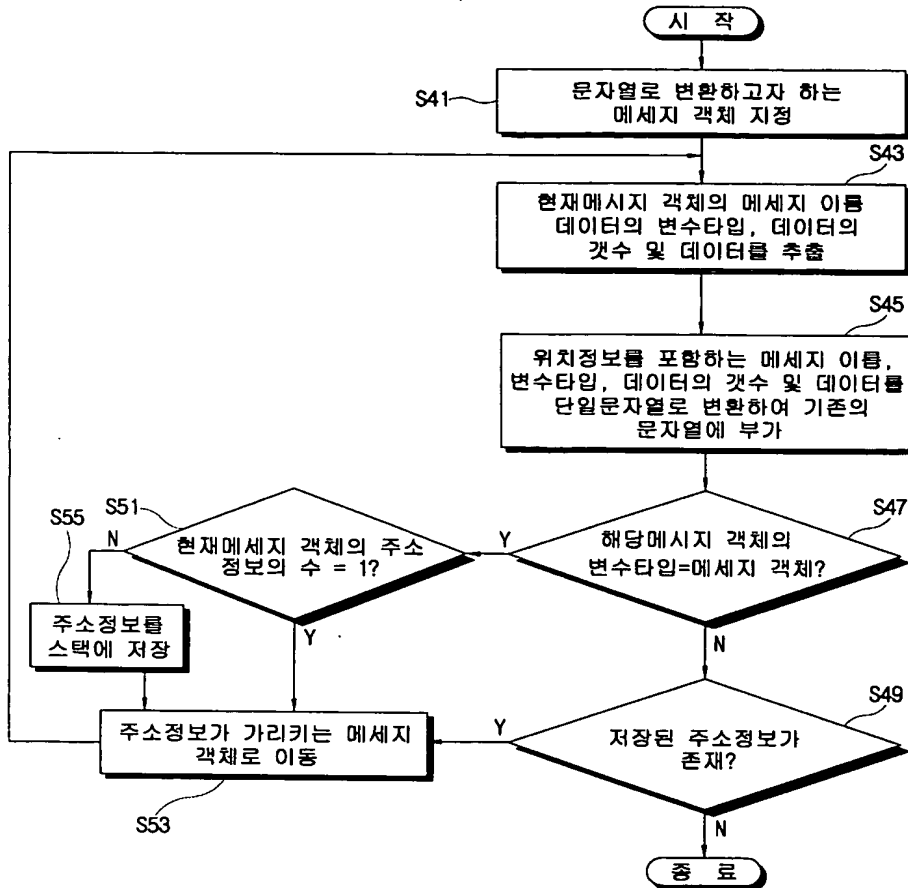 시 작
S41
문자열로 변환하고자 하는
메세지 객체 지정
S43
현재메시지 객체의 메세지 이름
데이터의 변수타입, 데이터의
갯수 및 데이터를 추출
S45
위치정보를 포함하는 메세지 이름,
변수타입, 데이터의 갯수 및 데이터를
단일문자열로 변환하여 기존의
문자열에 부가
S47
해당메시지 객체의
변수타입=메세지 객체?
Y
N
S51
현재메세지 객체의 주소
정보의 수 = 1?
N
Y
S55
주소정보를
스택에 저장
S49
저장된 주소정보가
존재?
Y
N
주소정보가 가리키는 메세지
객체로 이동
S53
종 료